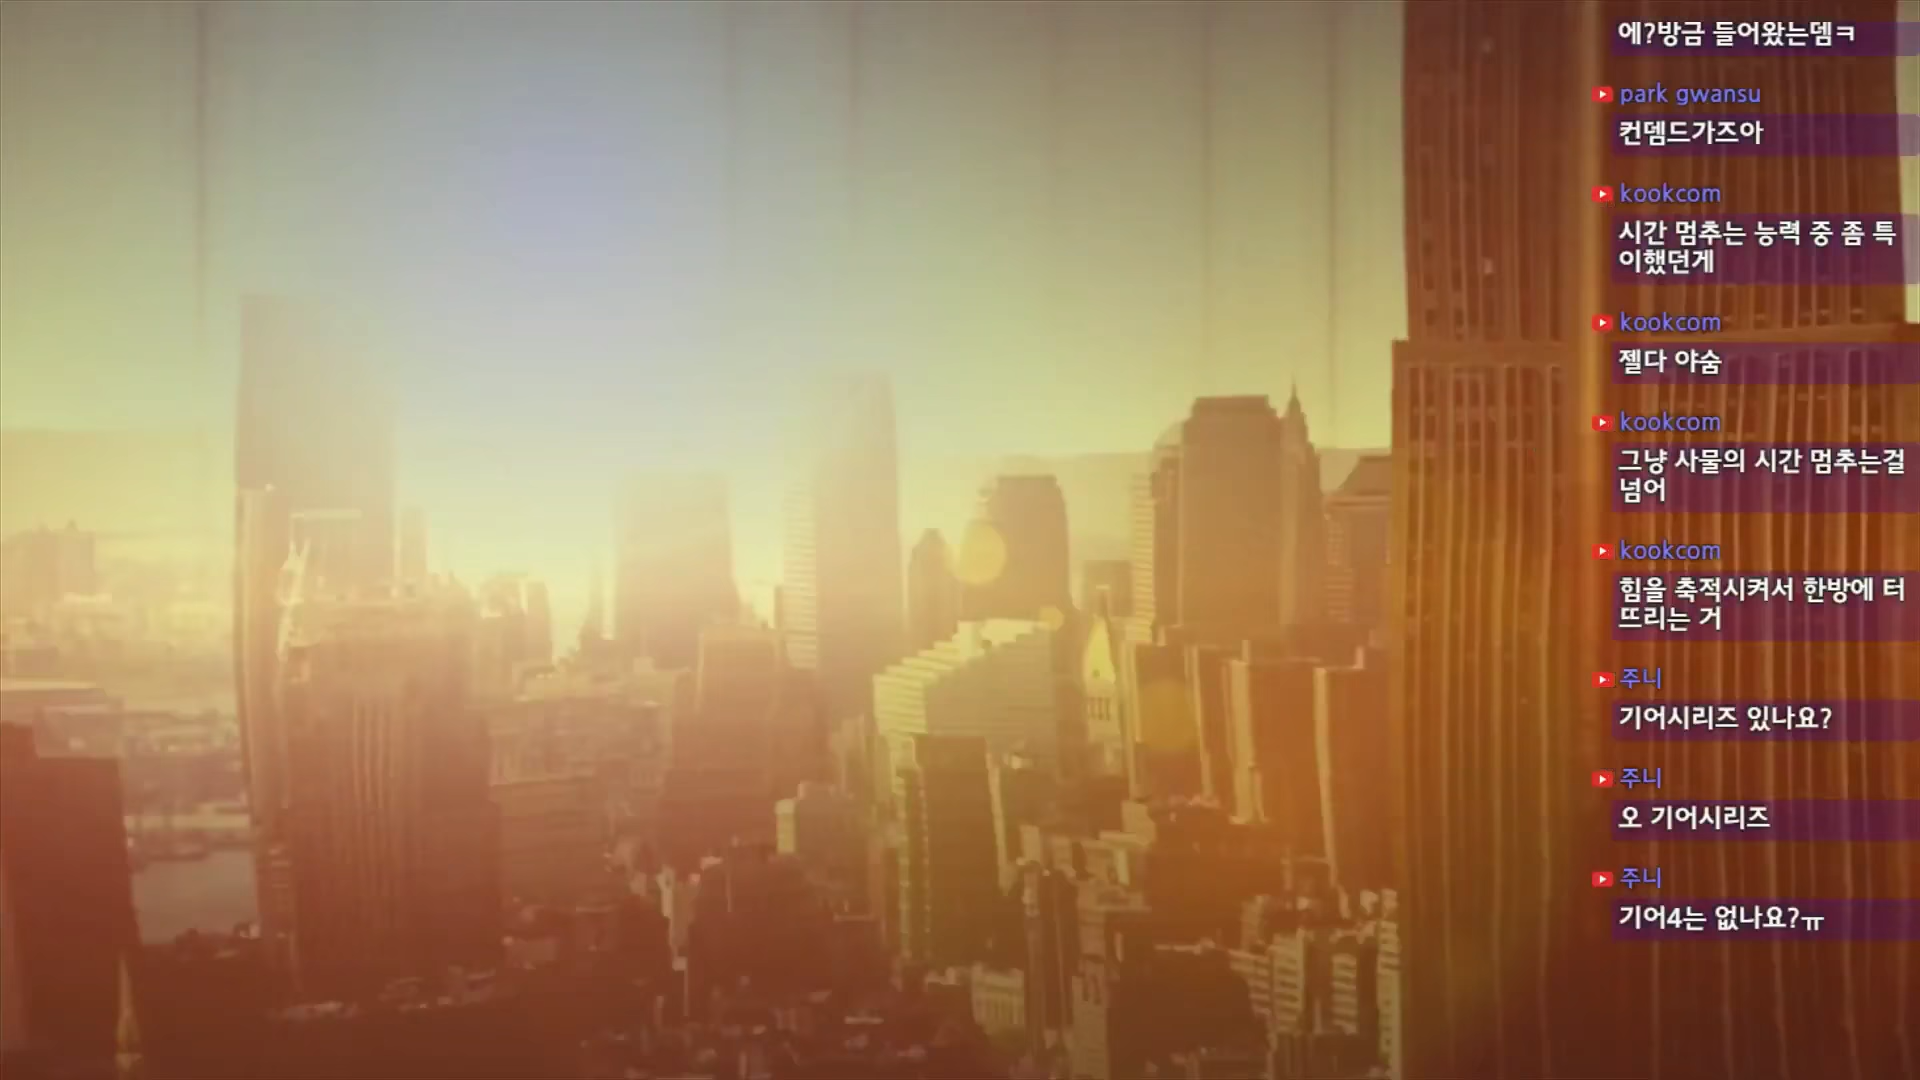 에?방금 들어왔는뎀ㅋ
park gwansu
컨뎀드가즈아
kookcom
시간 멈추는 능력 중 좀 특
이했던게
kookcom
젤다 야숨
kookcom
그냥 사물의 시간 멈추는걸
넘어
kookcom
힘을 축적시켜서 한방에 터
뜨리는 거
주니
기어시리즈 있나요?
주니
오 기어시리즈
주니
기어4는 없나요?ㅠ